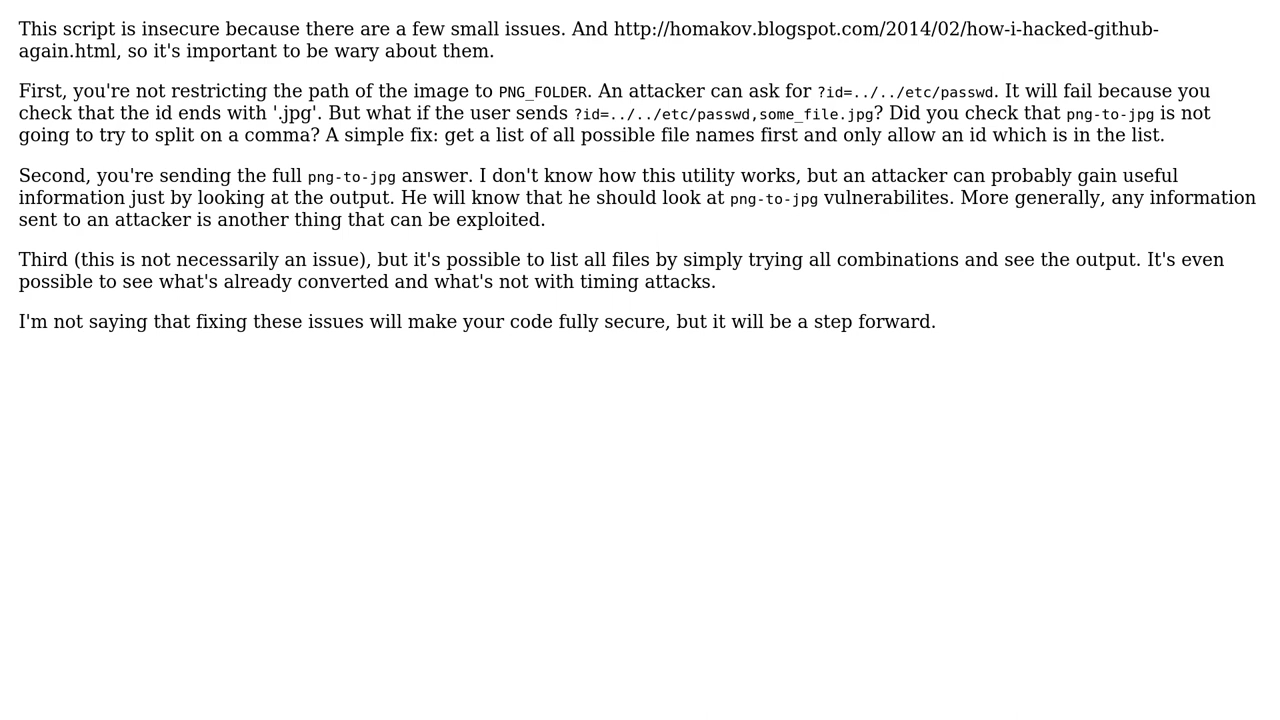 This script is insecure because there are a few small issues. And http://homakov.blogspot.com/2014/02/how-i-hacked-github-
again.html, so it's important to be wary about them.
First, you're not restricting the path of the image to PNG_FOLDER. An attacker can ask for ?id=../../etc/passwd. It will fail because you
check that the id ends with '.jpg'. But what if the user sends ?id=../../etc/passwd,some_file.jpg? Did you check that png-to-jpg is not
going to try to split on a comma? A simple fix: get a list of all possible file names first and only allow an id which is in the list.
Second, you're sending the full png-to-jpg answer. I don't know how this utility works, but an attacker can probably gain useful
information just by looking at the output. He will know that he should look at png-to-jpg vulnerabilites. More generally, any information
sent to an attacker is another thing that can be exploited.
Third (this is not necessarily an issue), but it's possible to list all files by simply trying all combinations and see the output. It's even
possible to see what's already converted and what's not with timing attacks.
I'm not saying that fixing these issues will make your code fully secure, but it will be a step forward.